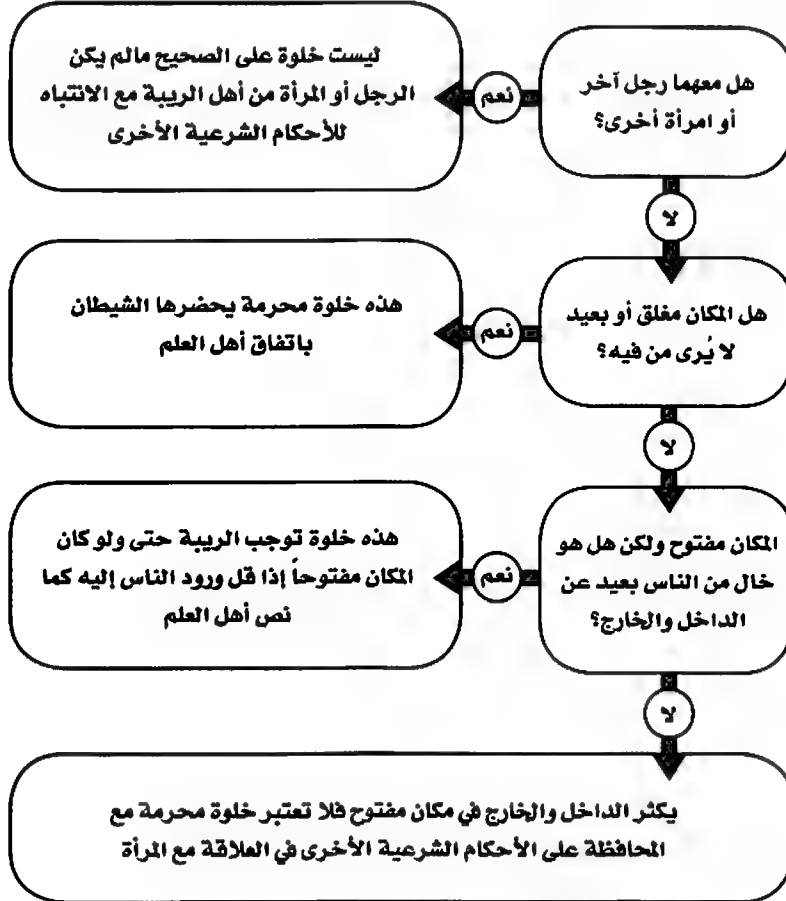 هل معهما رجل آخر
أو امرأة أخرى؟
نعم
ليست خلوة على الصحيح مالم يكن
الرجل أو المرأة من أهل الريبة مع الانتباه
للأحكام الشرعية الأخرى
لا
هل المكان مغلق أو بعيد
لا يُرى من فيه؟
نعم
هذه خلوة محرمة يحضرها الشيطان
باتفاق أهل العلم
لا
المكان مفتوح ولكن هل هو
خال من الناس بعيد عن
الداخل والخارج؟
نعم
هذه خلوة توجب الريبة حتى ولو كان
المكان مفتوحاً إذا قل ورود الناس إليه كما
نص أهل العلم
لا
يكثر الداخل والخارج في مكان مفتوح فلا تعتبر خلوة محرمة مع
المحافظة على الأحكام الشرعية الأخرى في العلاقة مع المرأة